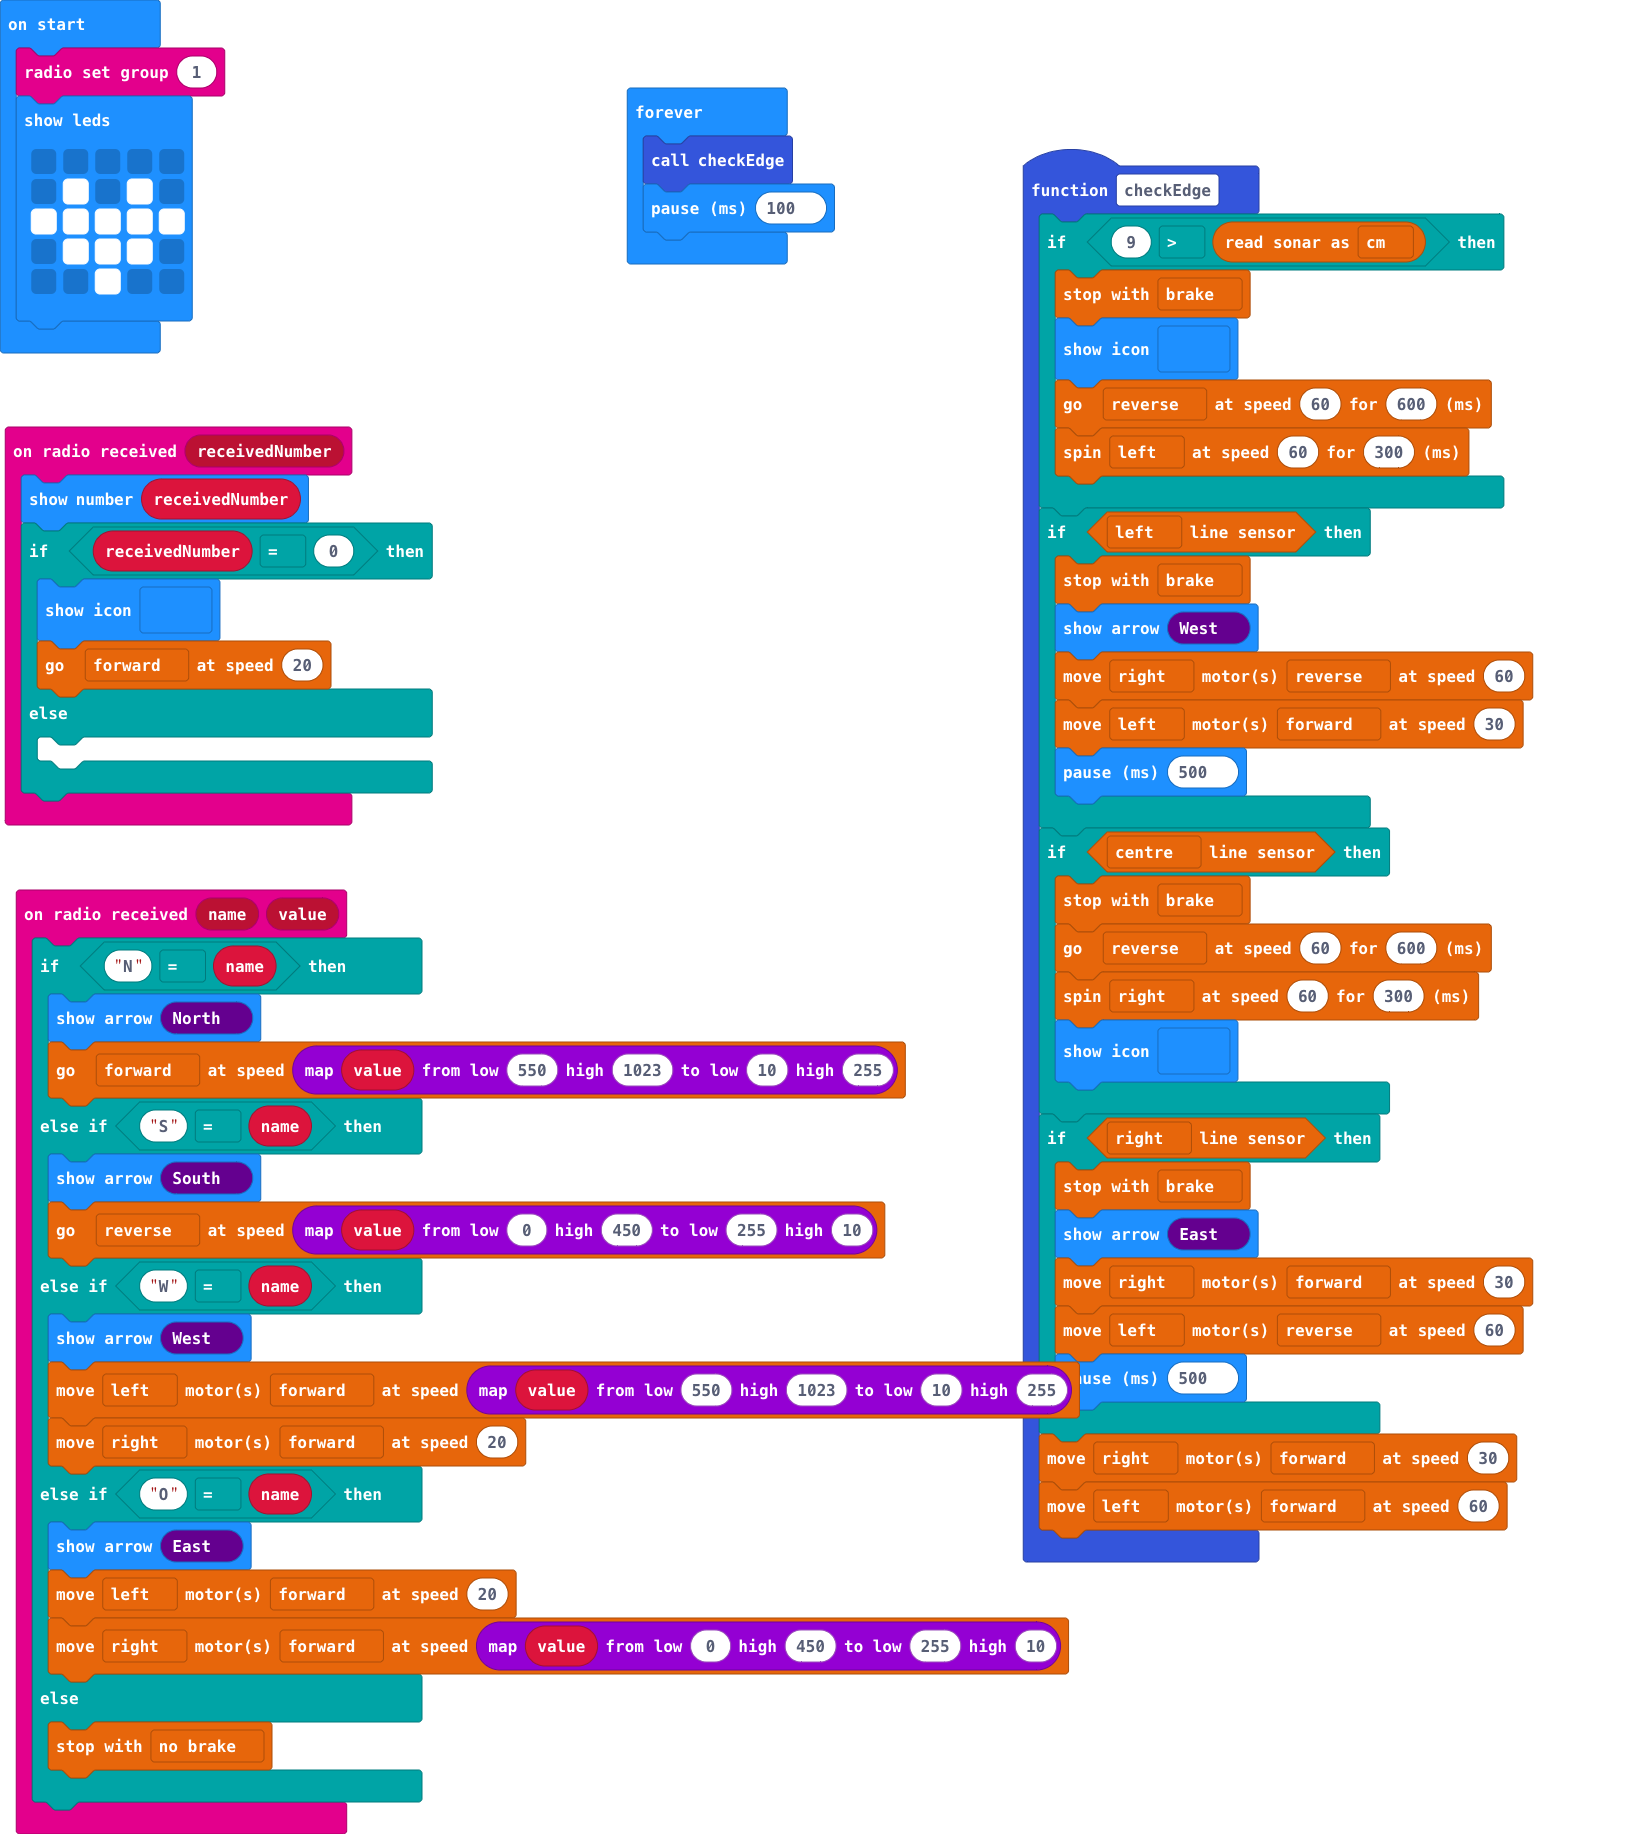 on start
radio set group 1
show leds
forever
call checkEdge
pause (ms) 100
on radio received receivedNumber
show number receivedNumber
if receivedNumber = 0 then
show icon
go forward at speed 20
else
on radio received name value
if "N" = name then
show arrow North
go forward at speed map value from low 550 high 1023 to low 10 high 255
else if "S" = name then
show arrow South
go reverse at speed map value from low 0 high 450 to low 255 high 10
else if "W" = name then
show arrow West
move left motor(s) forward at speed map value from low 550 high 1023 to low 10 high 255
move right motor(s) forward at speed 20
else if "O" = name then
show arrow East
move left motor(s) forward at speed 20
move right motor(s) forward at speed map value from low 0 high 450 to low 255 high 10
else
stop with no brake
function checkEdge
if 9 > read sonar as cm then
stop with brake
show icon
go reverse at speed 60 for 600 (ms)
spin left at speed 60 for 300 (ms)
if left line sensor then
stop with brake
show arrow West
move right motor(s) reverse at speed 60
move left motor(s) forward at speed 30
pause (ms) 500
if centre line sensor then
stop with brake
go reverse at speed 60 for 600 (ms)
spin right at speed 60 for 300 (ms)
show icon
if right line sensor then
stop with brake
show arrow East
move right motor(s) forward at speed 30
move left motor(s) reverse at speed 60
use (ms) 500
move right motor(s) forward at speed 30
move left motor(s) forward at speed 60